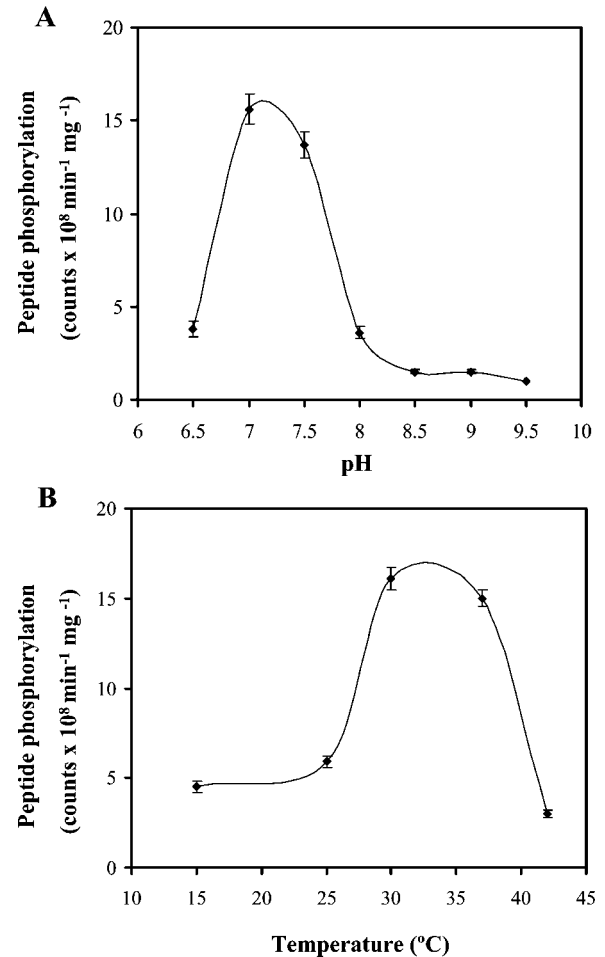 A
Peptide phosphorylation
(counts x 10⁸ min⁻¹ mg ⁻¹)
20
15
10
5
0
6 6.5 7 7.5 8 8.5 9 9.5 10
pH
B
Peptide phosphorylation
(counts x 10⁸ min⁻¹ mg ⁻¹)
20
15
10
5
0
10 15 20 25 30 35 40 45
Temperature (ºC)